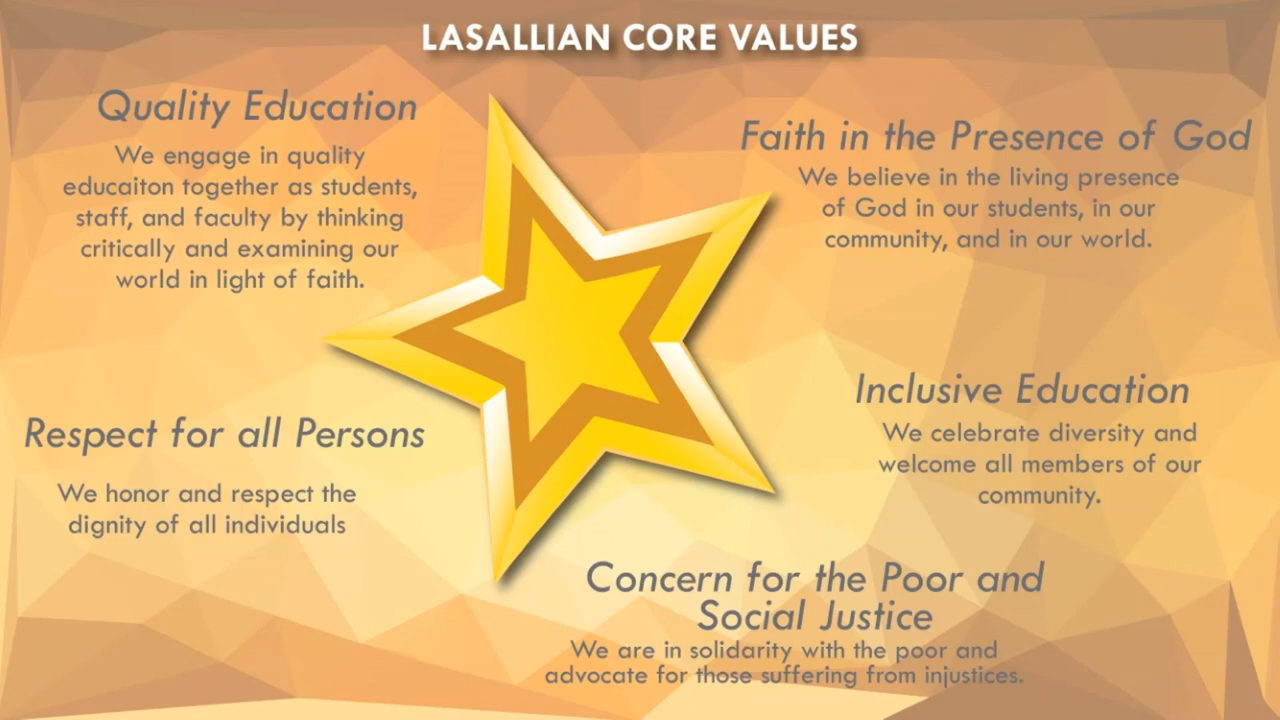 LASALLIAN CORE VALUES
Quality Education
We engage in quality
educaiton together as students,
staff, and faculty by thinking
critically and examining our
world in light of faith.
Faith in the Presence of God
We believe in the living presence
of God in our students, in our
community, and in our world.
Respect for all Persons
We honor and respect the
dignity of all individuals
Inclusive Education
We celebrate diversity and
welcome all members of our
community.
Concern for the Poor and
Social Justice
We are in solidarity with the poor and
advocate for those suffering from injustices.